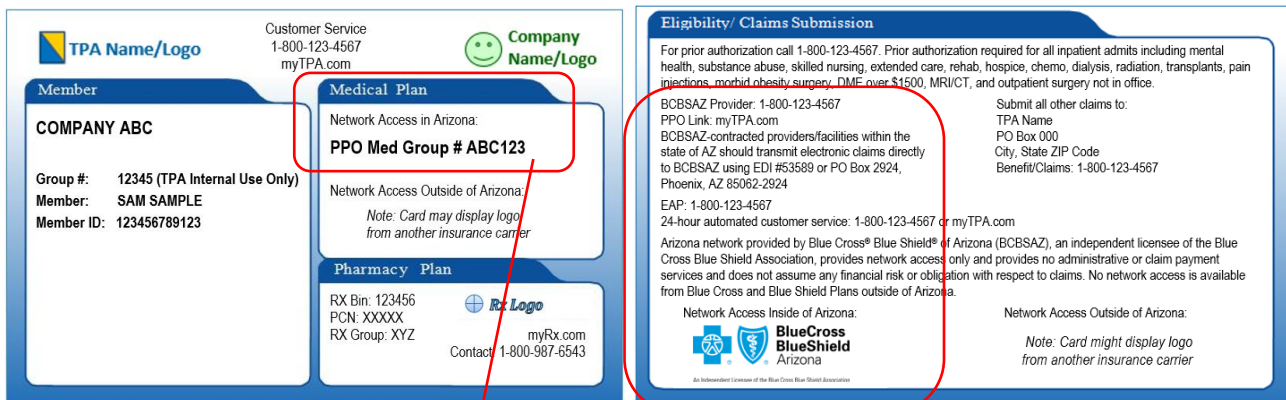 TPA Name/Logo
Customer Service
1-800-123-4567
myTPA.com
Company
Name/Logo
Member
COMPANY ABC
Group #: 12345 (TPA Internal Use Only)
Member: SAM SAMPLE
Member ID: 123456789123
Medical Plan
Network Access in Arizona:
PPO Med Group # ABC123
Network Access Outside of Arizona:
Note: Card may display logo
from another insurance carrier
Pharmacy Plan
RX Bin: 123456
PCN: XXXXX
RX Group: XYZ
Rx Logo
myRx.com
Contact: 1-800-987-6543
Eligibility/ Claims Submission
For prior authorization call 1-800-123-4567. Prior authorization required for all inpatient admits including mental
health, substance abuse, skilled nursing, extended care, rehab, hospice, chemo, dialysis, radiation, transplants, pain
injections, morbid obesity surgery, DME over $1500, MRI/CT, and outpatient surgery not in office.
BCBSAZ Provider: 1-800-123-4567
PPO Link: myTPA.com
BCBSAZ-contracted providers/facilities within the
state of AZ should transmit electronic claims directly
to BCBSAZ using EDI #53589 or PO Box 2924,
Phoenix, AZ 85062-2924
Submit all other claims to:
TPA Name
PO Box 000
City, State ZIP Code
Benefit/Claims: 1-800-123-4567
EAP: 1-800-123-4567
24-hour automated customer service: 1-800-123-4567 or myTPA.com
Arizona network provided by Blue Cross® Blue Shield® of Arizona (BCBSAZ), an independent licensee of the Blue
Cross Blue Shield Association, provides network access only and provides no administrative or claim payment
services and does not assume any financial risk or obligation with respect to claims. No network access is available
from Blue Cross and Blue Shield Plans outside of Arizona.
Network Access Inside of Arizona:
BlueCross
BlueShield
Arizona
An Independent Licensee of the Blue Cross Blue Shield Association
Network Access Outside of Arizona:
Note: Card might display logo
from another insurance carrier